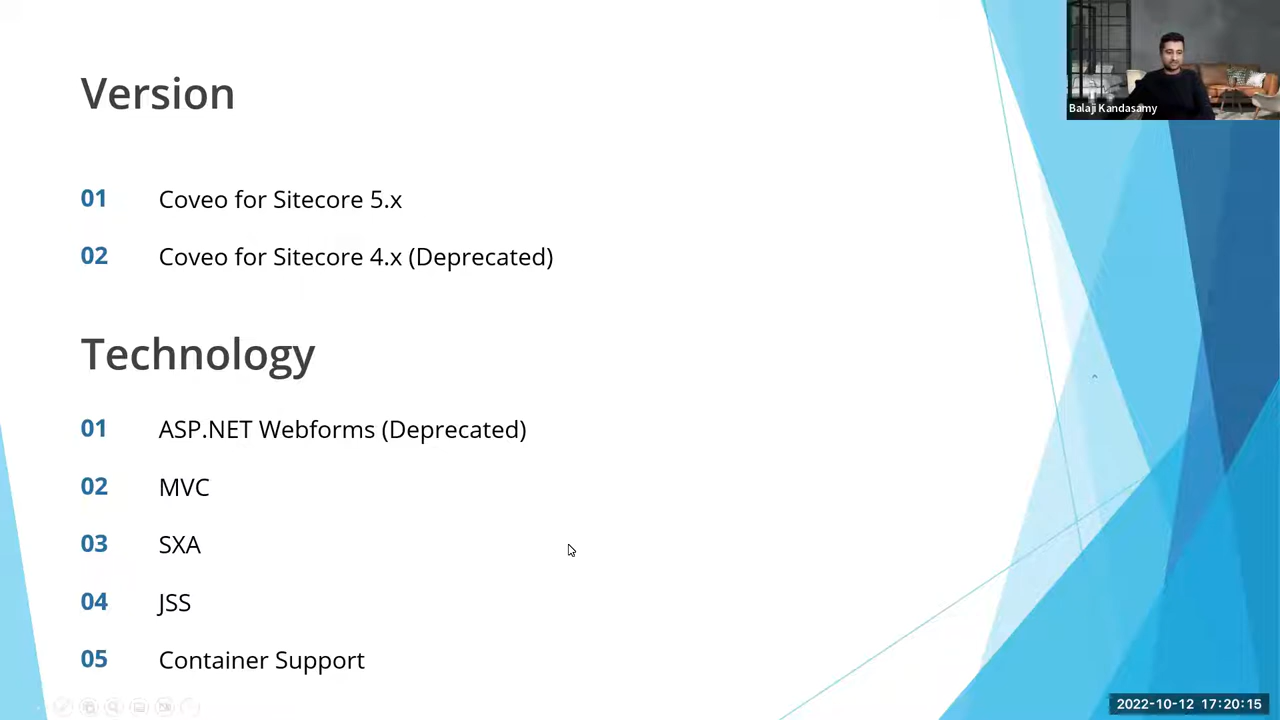 Version
01 Coveo for Sitecore 5.x
02 Coveo for Sitecore 4.x (Deprecated)
Technology
01 ASP.NET Webforms (Deprecated)
02 MVC
03 SXA
04 JSS
05 Container Support
Balaji Kandasamy
2022-10-12 17:20:15